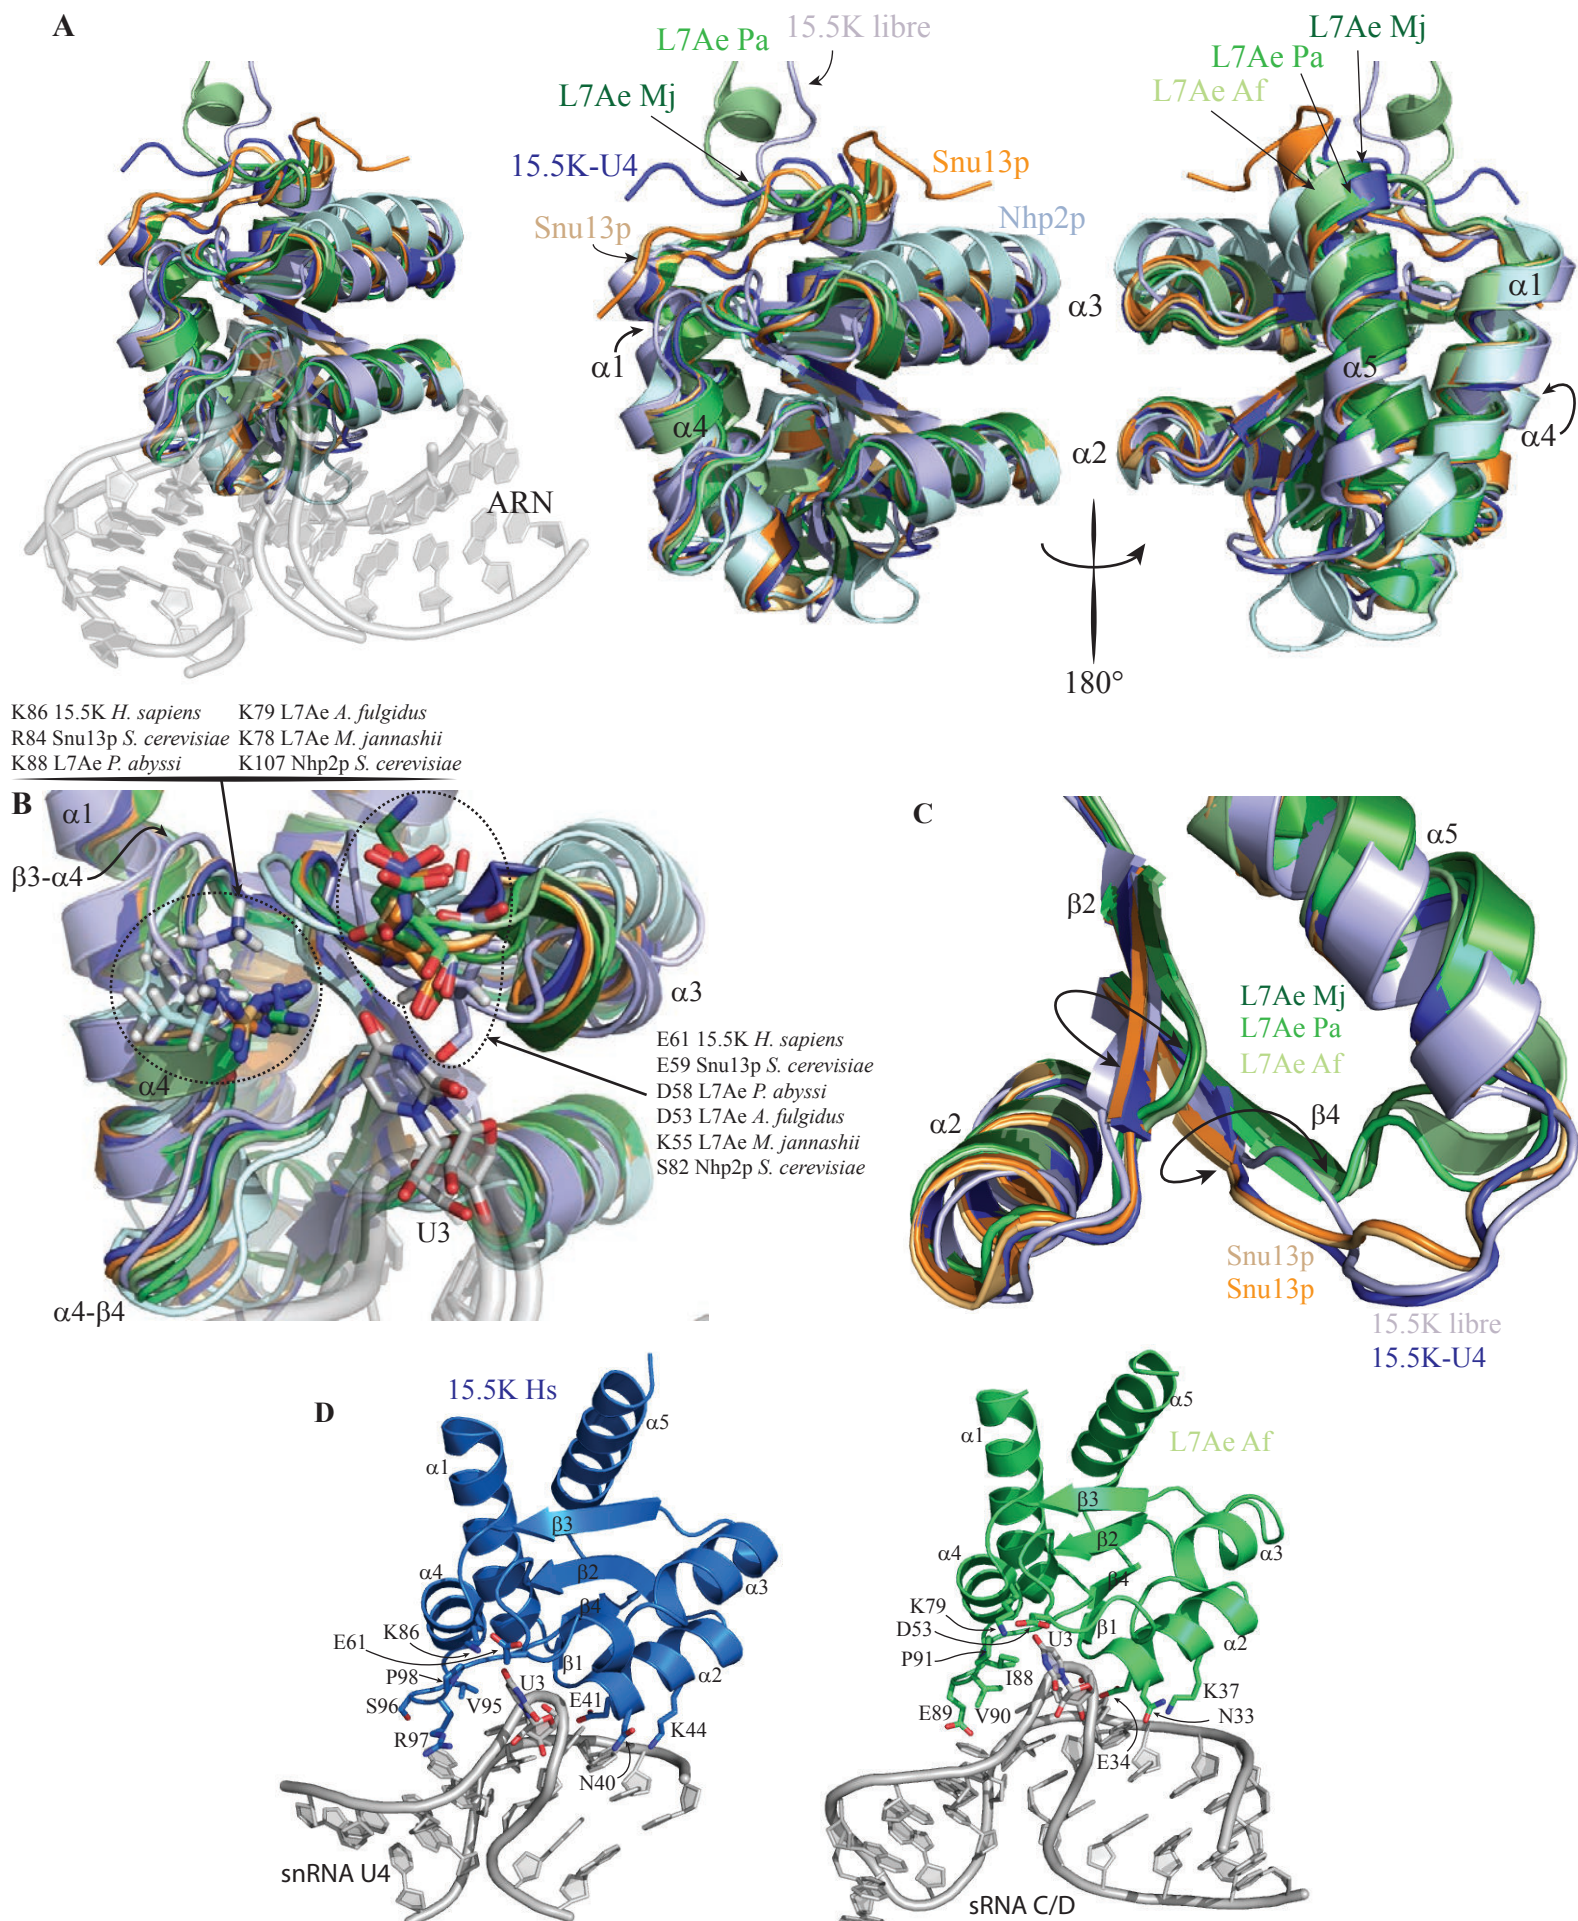 A
L7Ae Pa
15.5K libre
L7Ae Mj
15.5K-U4
Snu13p
Snu13p
Nhp2p
α1
α4
α3
α2
ARN
L7Ae Mj
L7Ae Pa
L7Ae Af
α1
α5
α4
180°
K86 15.5K H. sapiens
K79 L7Ae A. fulgidus
R84 Snu13p S. cerevisiae
K78 L7Ae M. jannashii
K88 L7Ae P. abyssi
K107 Nhp2p S. cerevisiae
B
α1
β3-α4
α4
α3
E61 15.5K H. sapiens
E59 Snu13p S. cerevisiae
D58 L7Ae P. abyssi
D53 L7Ae A. fulgidus
K55 L7Ae M. jannashii
S82 Nhp2p S. cerevisiae
U3
α4-β4
C
α5
β2
L7Ae Mj
L7Ae Pa
L7Ae Af
α2
β4
Snu13p
Snu13p
15.5K libre
15.5K-U4
D
15.5K Hs
α5
α1
β3
α4
β2
α3
β4
K86
E61
β1
α2
P98
U3
S96
V95
E41
R97
K44
N40
snRNA U4
α5
α1
L7Ae Af
β3
β2
α3
α4
β4
K79
D53
β1
U3
α2
P91
I88
K37
E89
V90
N33
E34
sRNA C/D